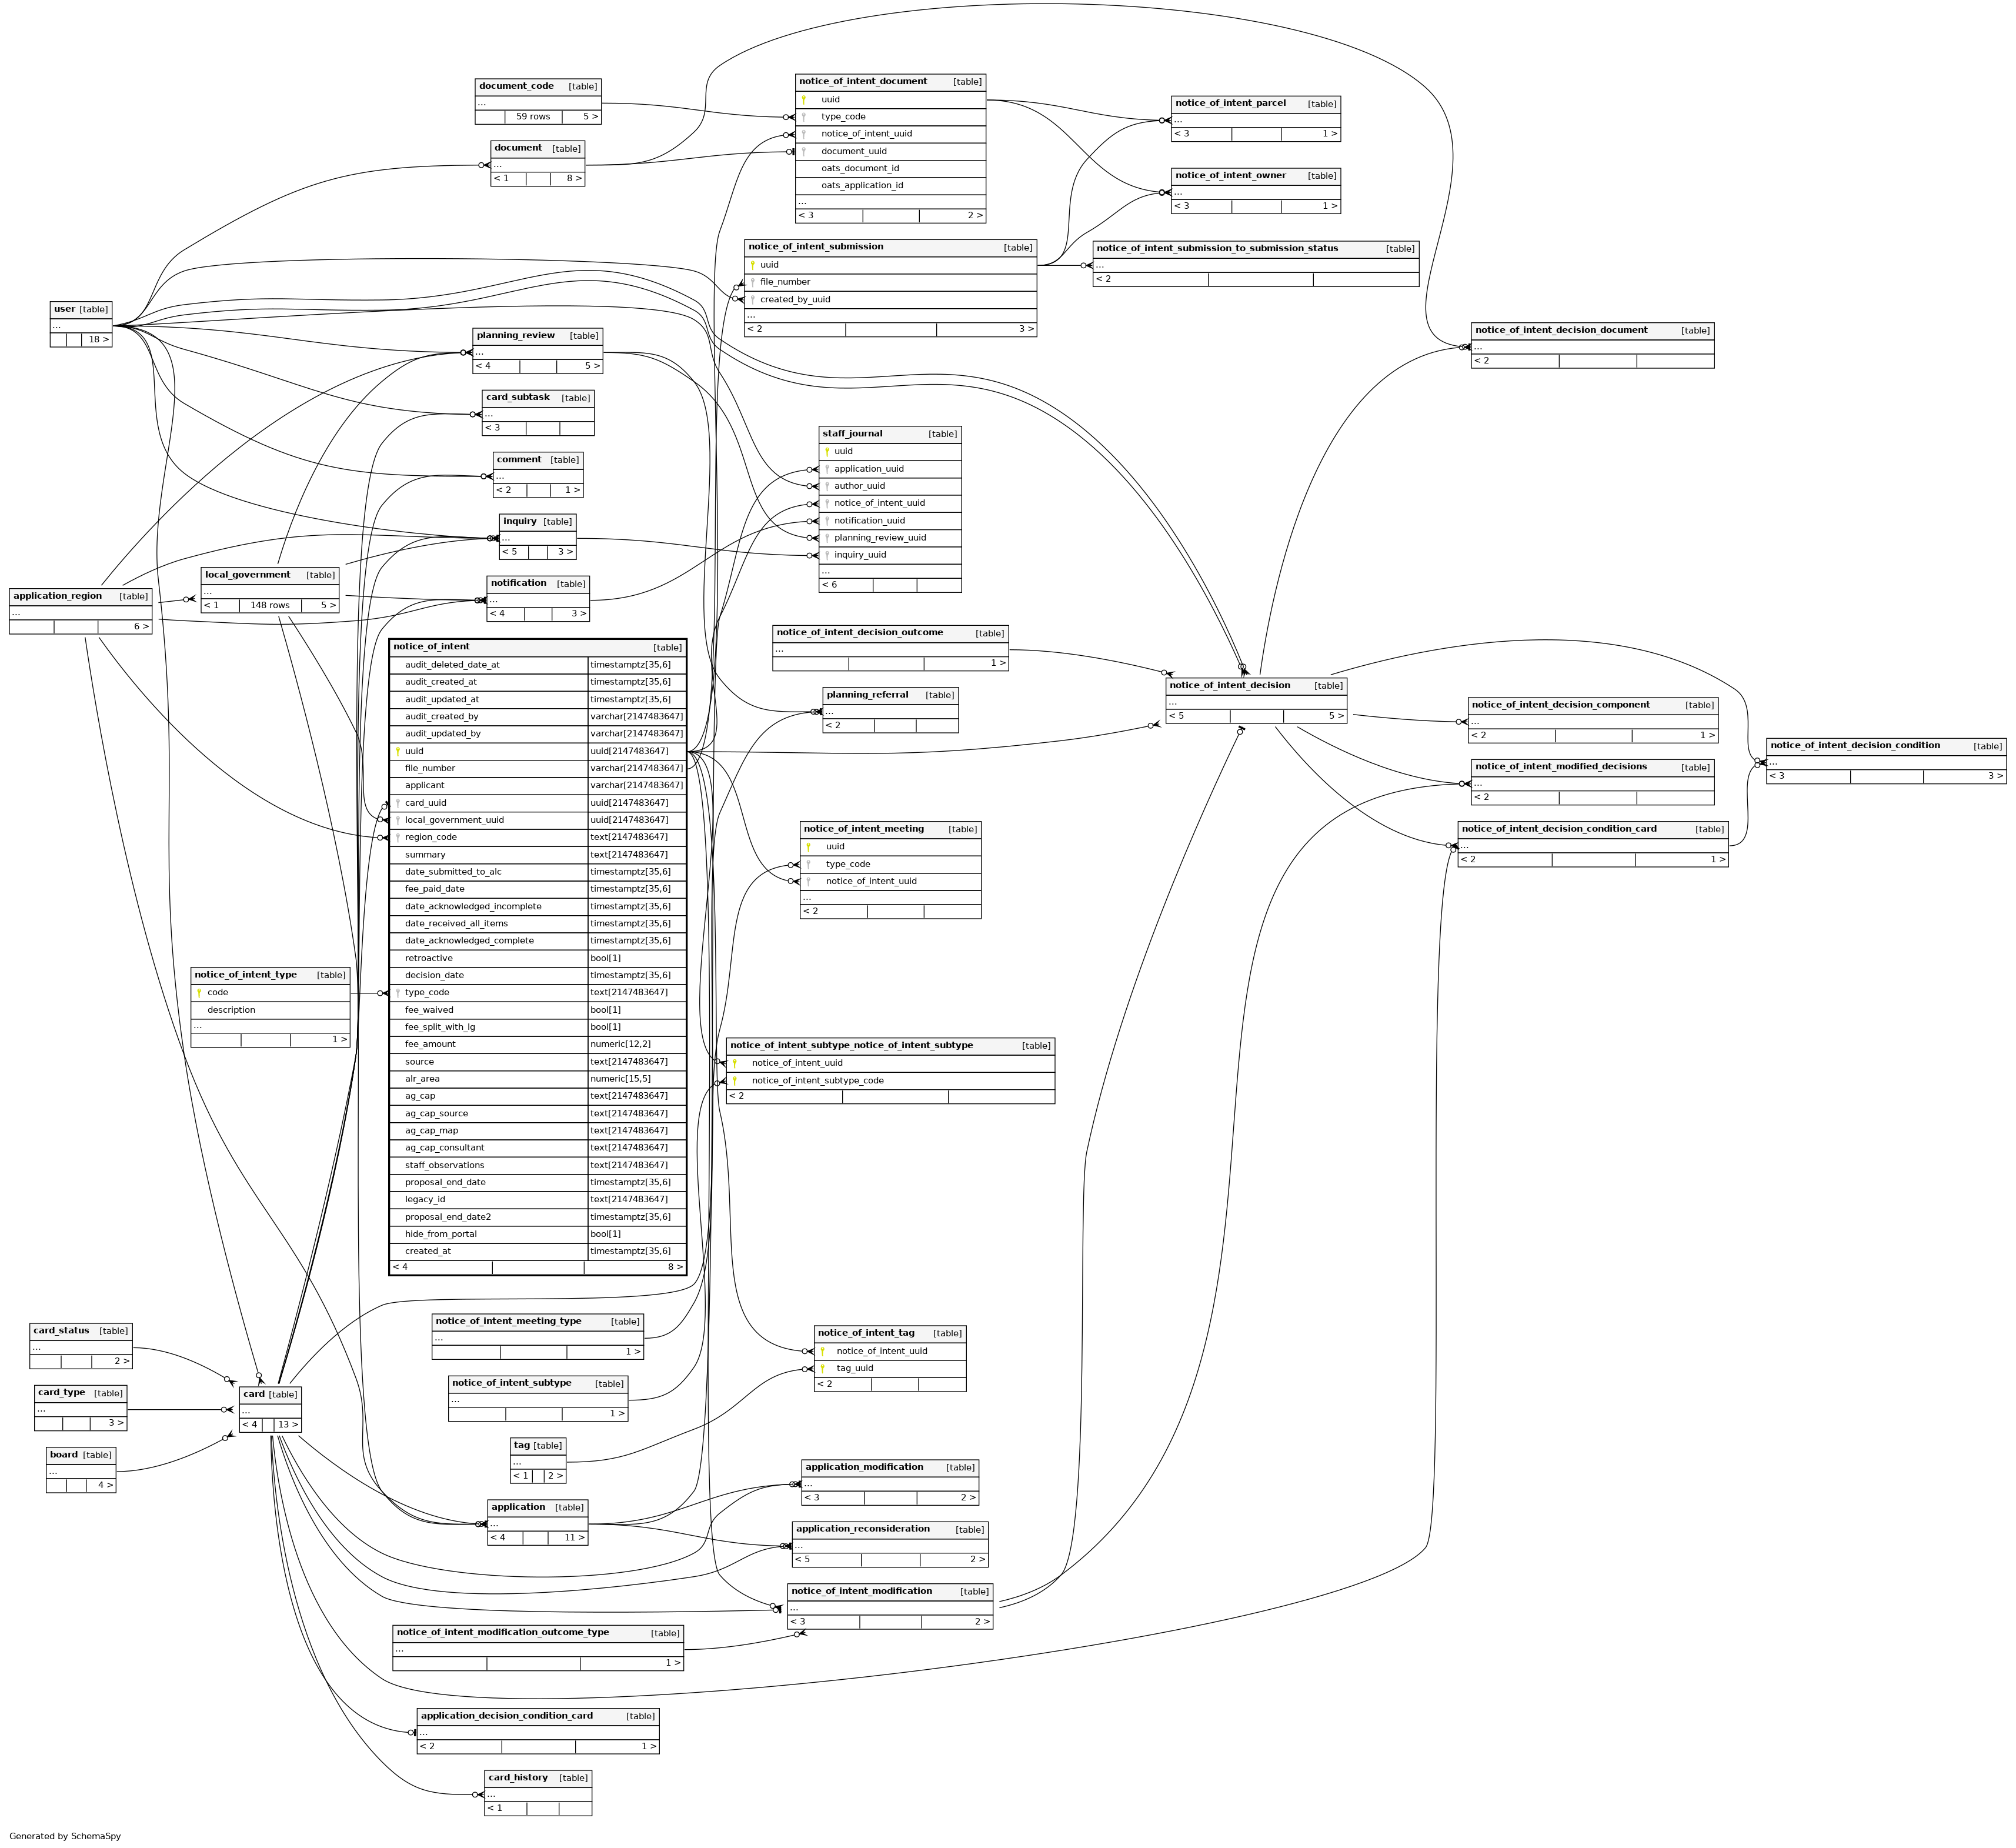 document_code [table]
...
59 rows 5 >
document [table]
...
< 1 8 >
notice_of_intent_document [table]
uuid
type_code
notice_of_intent_uuid
document_uuid
oats_document_id
oats_application_id
...
< 3 2 >
notice_of_intent_parcel [table]
...
< 3 1 >
notice_of_intent_owner [table]
...
< 3 1 >
notice_of_intent_submission [table]
uuid
file_number
created_by_uuid
...
< 2 3 >
notice_of_intent_submission_to_submission_status [table]
...
< 2
user [table]
...
18 >
planning_review [table]
...
< 4 5 >
notice_of_intent_decision_document [table]
...
< 2
card_subtask [table]
...
< 3
comment [table]
...
< 2 1 >
inquiry [table]
...
< 5 3 >
staff_journal [table]
uuid
application_uuid
author_uuid
notice_of_intent_uuid
notification_uuid
planning_review_uuid
inquiry_uuid
...
< 6
application_region [table]
...
6 >
local_government [table]
...
< 1 148 rows 5 >
notification [table]
...
< 4 3 >
notice_of_intent [table]
audit_deleted_date_at timestamptz[35,6]
audit_created_at timestamptz[35,6]
audit_updated_at timestamptz[35,6]
audit_created_by varchar[2147483647]
audit_updated_by varchar[2147483647]
uuid uuid[2147483647]
file_number varchar[2147483647]
applicant varchar[2147483647]
card_uuid uuid[2147483647]
local_government_uuid uuid[2147483647]
region_code text[2147483647]
summary text[2147483647]
date_submitted_to_alc timestamptz[35,6]
fee_paid_date timestamptz[35,6]
date_acknowledged_incomplete timestamptz[35,6]
date_received_all_items timestamptz[35,6]
date_acknowledged_complete timestamptz[35,6]
retroactive bool[1]
decision_date timestamptz[35,6]
type_code text[2147483647]
fee_waived bool[1]
fee_split_with_lg bool[1]
fee_amount numeric[12,2]
source text[2147483647]
alr_area numeric[15,5]
ag_cap text[2147483647]
ag_cap_source text[2147483647]
ag_cap_map text[2147483647]
ag_cap_consultant text[2147483647]
staff_observations text[2147483647]
proposal_end_date timestamptz[35,6]
legacy_id text[2147483647]
proposal_end_date2 timestamptz[35,6]
hide_from_portal bool[1]
created_at timestamptz[35,6]
< 4 8 >
notice_of_intent_decision_outcome [table]
...
1 >
planning_referral [table]
...
< 2
notice_of_intent_decision [table]
...
< 5 5 >
notice_of_intent_decision_component [table]
...
< 2 1 >
notice_of_intent_modified_decisions [table]
...
< 2
notice_of_intent_decision_condition [table]
...
< 3 3 >
notice_of_intent_decision_condition_card [table]
...
< 2 1 >
notice_of_intent_meeting [table]
uuid
type_code
notice_of_intent_uuid
...
< 2
notice_of_intent_type [table]
code
description
...
1 >
notice_of_intent_subtype_notice_of_intent_subtype [table]
notice_of_intent_uuid
notice_of_intent_subtype_code
< 2
notice_of_intent_meeting_type [table]
...
1 >
notice_of_intent_subtype [table]
...
1 >
notice_of_intent_tag [table]
notice_of_intent_uuid
tag_uuid
< 2
card_status [table]
...
2 >
card_type [table]
...
3 >
board [table]
...
4 >
card [table]
...
< 4 13 >
tag [table]
...
< 1 2 >
application [table]
...
< 4 11 >
application_modification [table]
...
< 3 2 >
application_reconsideration [table]
...
< 5 2 >
notice_of_intent_modification [table]
...
< 3 2 >
notice_of_intent_modification_outcome_type [table]
...
1 >
application_decision_condition_card [table]
...
< 2 1 >
card_history [table]
...
< 1
Generated by SchemaSpy